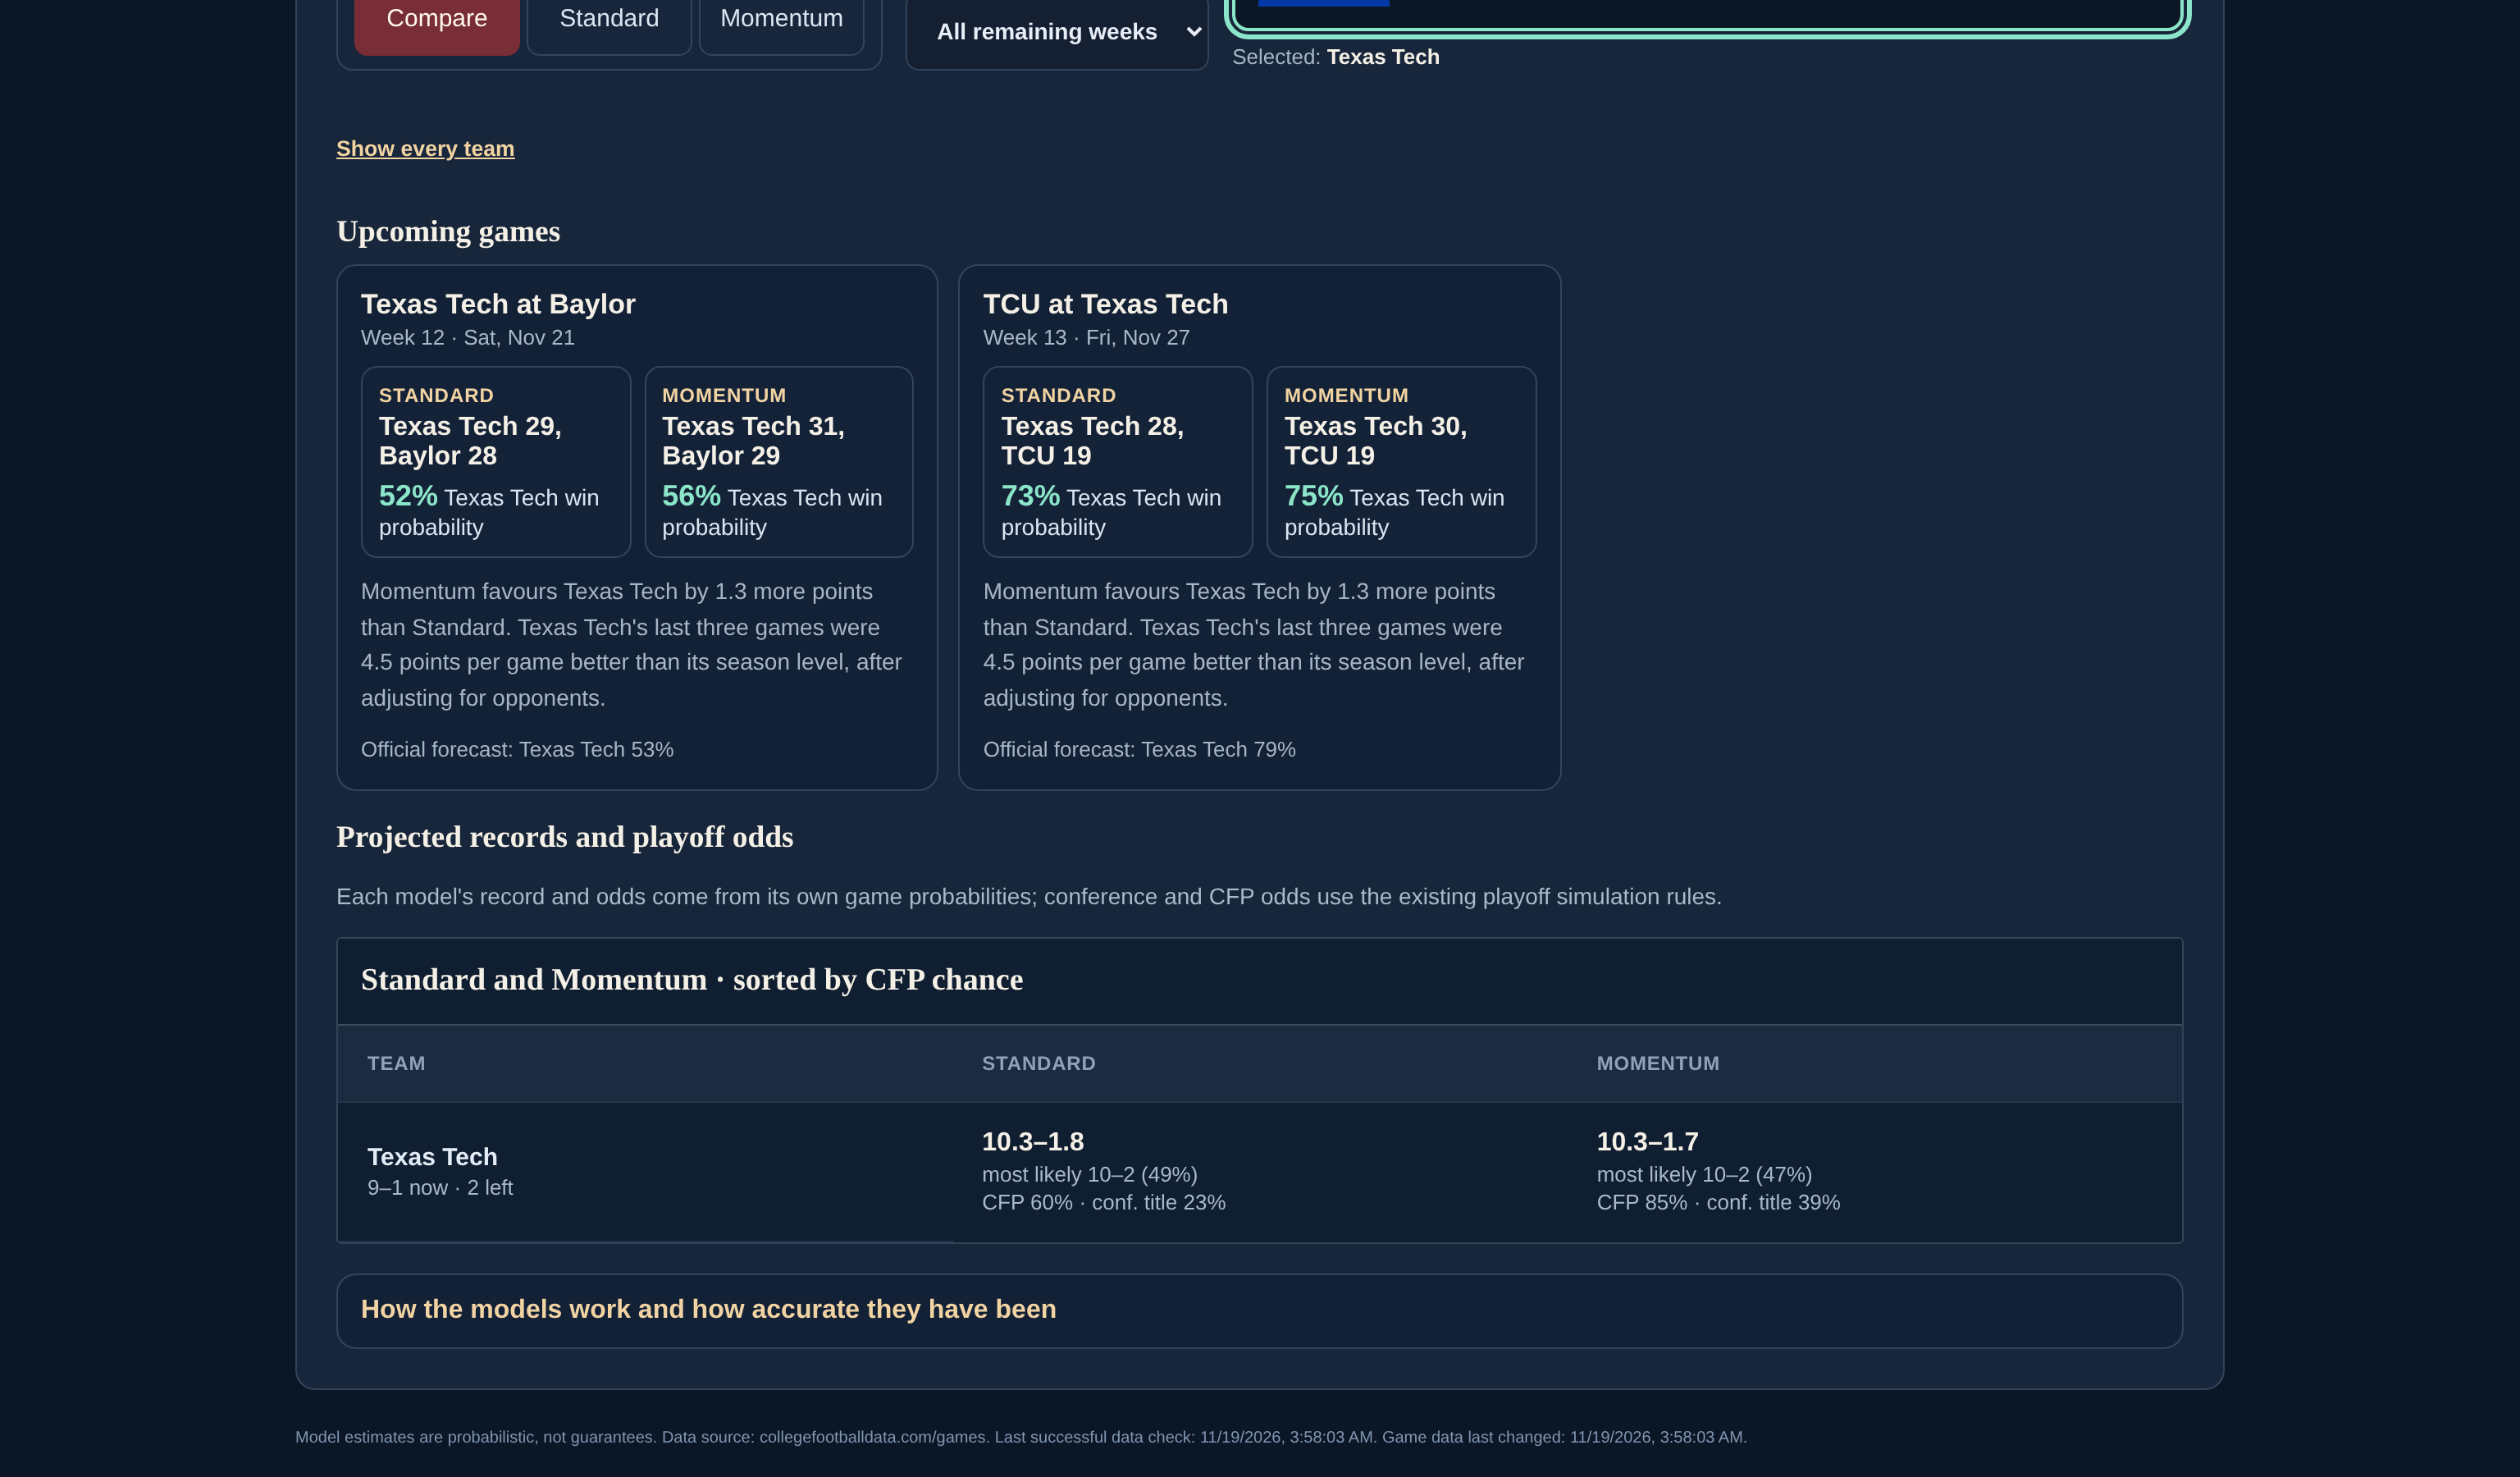 Compare
Standard
Momentum
All remaining weeks
Selected: Texas Tech
Show every team
Upcoming games
Texas Tech at Baylor
Week 12 · Sat, Nov 21
STANDARD
Texas Tech 29,
Baylor 28
52% Texas Tech win
probability
MOMENTUM
Texas Tech 31,
Baylor 29
56% Texas Tech win
probability
Momentum favours Texas Tech by 1.3 more points
than Standard. Texas Tech's last three games were
4.5 points per game better than its season level, after
adjusting for opponents.
Official forecast: Texas Tech 53%
TCU at Texas Tech
Week 13 · Fri, Nov 27
STANDARD
Texas Tech 28,
TCU 19
73% Texas Tech win
probability
MOMENTUM
Texas Tech 30,
TCU 19
75% Texas Tech win
probability
Momentum favours Texas Tech by 1.3 more points
than Standard. Texas Tech's last three games were
4.5 points per game better than its season level, after
adjusting for opponents.
Official forecast: Texas Tech 79%
Projected records and playoff odds
Each model's record and odds come from its own game probabilities; conference and CFP odds use the existing playoff simulation rules.
Standard and Momentum · sorted by CFP chance
TEAM
STANDARD
MOMENTUM
Texas Tech
9–1 now · 2 left
10.3–1.8
most likely 10–2 (49%)
CFP 60% · conf. title 23%
10.3–1.7
most likely 10–2 (47%)
CFP 85% · conf. title 39%
How the models work and how accurate they have been
Model estimates are probabilistic, not guarantees. Data source: collegefootballdata.com/games. Last successful data check: 11/19/2026, 3:58:03 AM. Game data last changed: 11/19/2026, 3:58:03 AM.